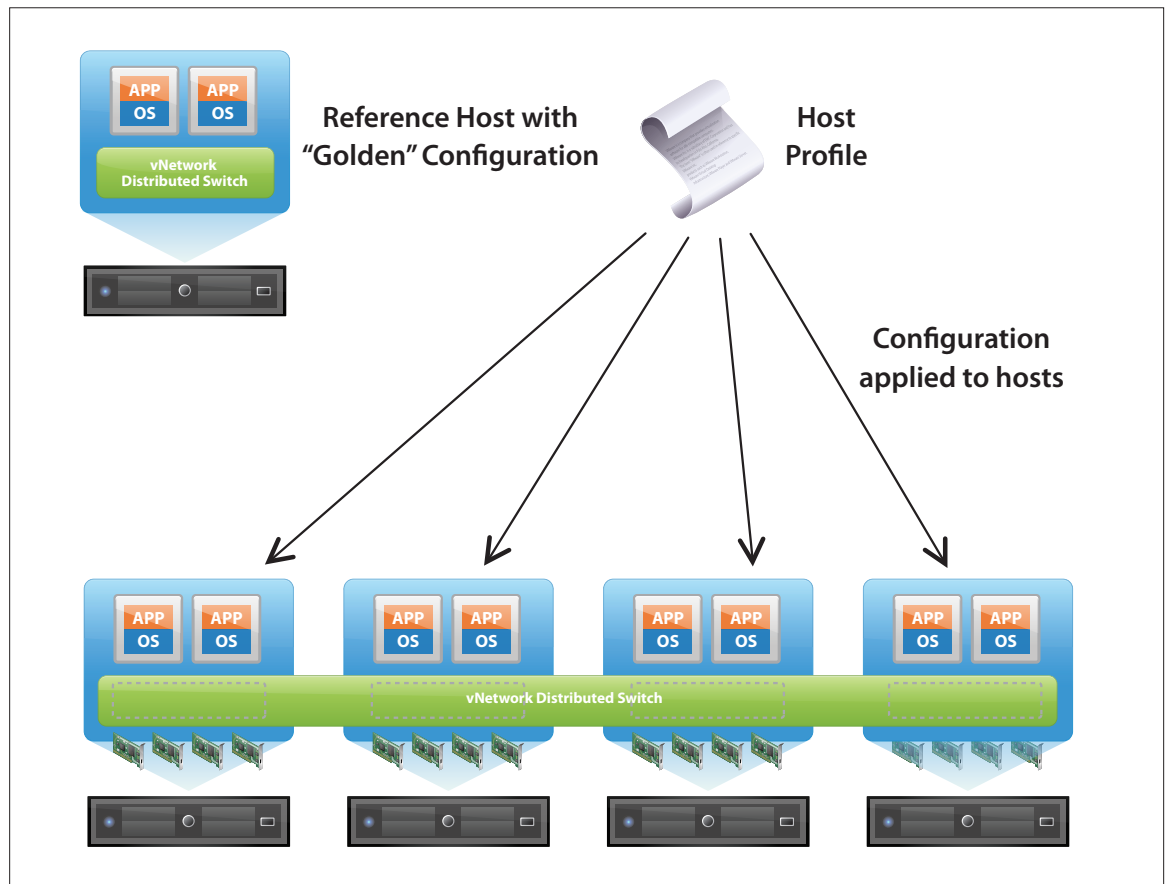 APP APP
OS OS
vNetwork
Distributed Switch
Reference Host with
“Golden” Configuration
Host
Profile
Configuration
applied to hosts
APP APP APP APP APP APP APP APP
OS OS OS OS OS OS OS OS
vNetwork Distributed Switch